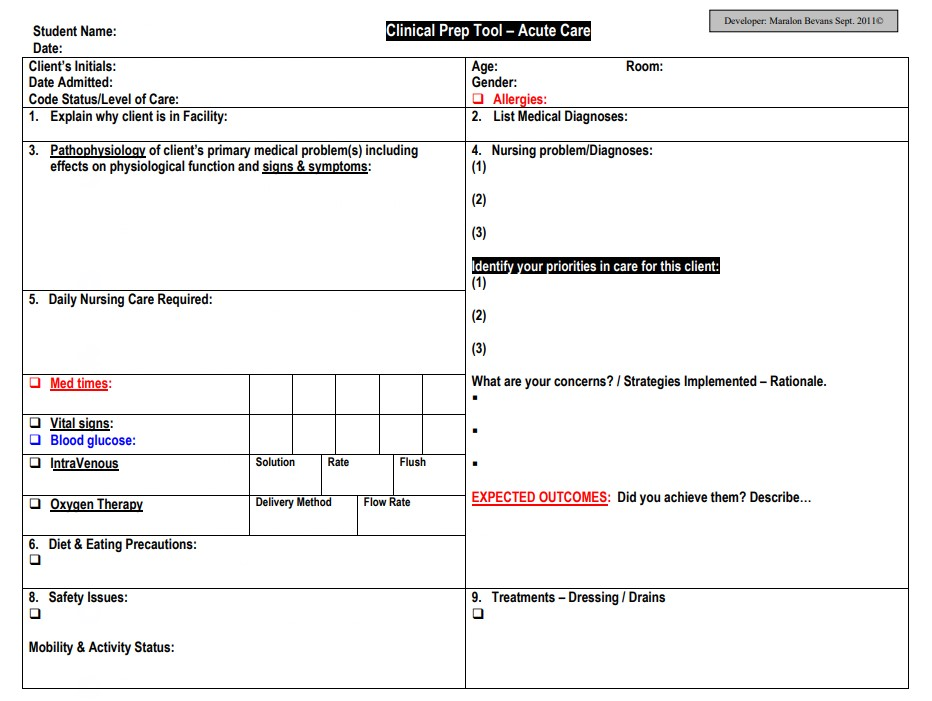 Developer: Maralon Bevans Sept. 2011©
Student Name:
Clinical Prep Tool – Acute Care
Date:
Client's Initials:
Date Admitted:
Code Status/Level of Care:
Age: Room:
Gender:
❑ Allergies:
1. Explain why client is in Facility:
2. List Medical Diagnoses:
3. Pathophysiology of client's primary medical problem(s) including
effects on physiological function and signs & symptoms:
4. Nursing problem/Diagnoses:
(1)
(2)
(3)
Identify your priorities in care for this client:
(1)
(2)
(3)
What are your concerns? / Strategies Implemented – Rationale.
▪
▪
▪
EXPECTED OUTCOMES: Did you achieve them? Describe…
5. Daily Nursing Care Required:
❑ Med times:
❑ Vital signs:
❑ Blood glucose:
❑ IntraVenous Solution Rate Flush
❑ Oxygen Therapy Delivery Method Flow Rate
6. Diet & Eating Precautions:
❑
8. Safety Issues:
❑
Mobility & Activity Status:
9. Treatments – Dressing / Drains
❑